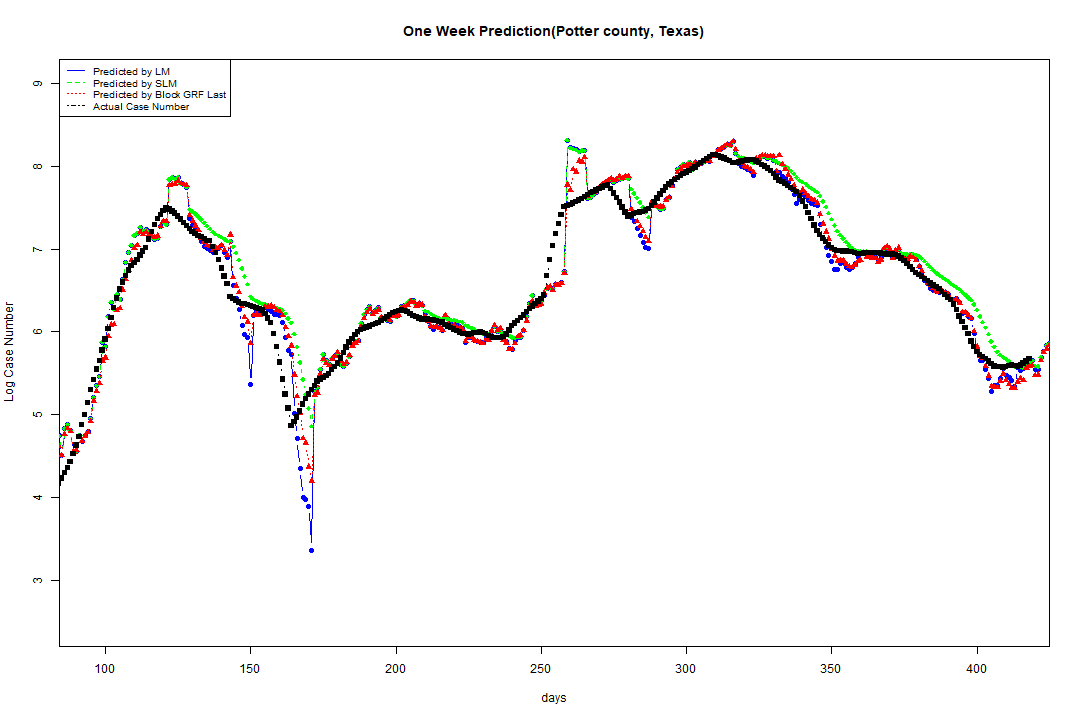 One Week Prediction(Potter county, Texas)
Predicted by LM
Predicted by SLM
Predicted by Block GRF Last
Actual Case Number
9
8
7
6
5
4
3
Log Case Number
100 150 200 250 300 350 400
days